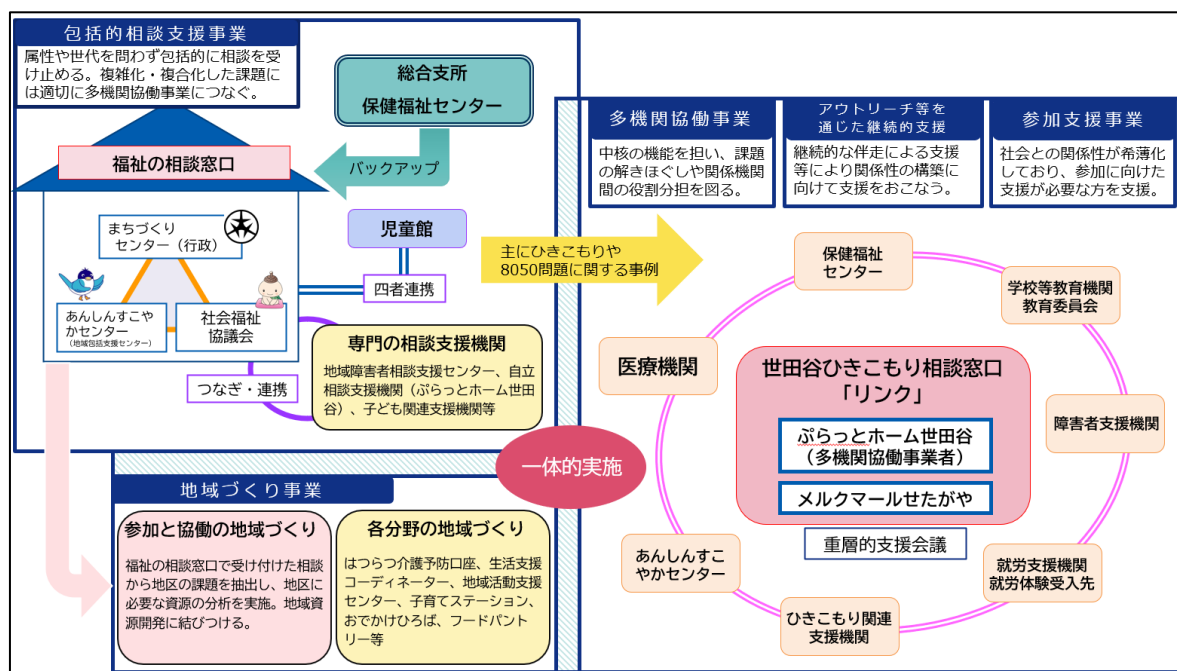 包括的相談支援事業
属性や世代を問わず包括的に相談を受
け止める。複雑化・複合化した課題に
は適切に多機関協働事業につなぐ。
総合支所
保健福祉センター
バックアップ
福祉の相談窓口
まちづくり
センター（行政）
あんしんすこや
かセンター
（地域包括支援センター）
社会福祉
協議会
児童館
四者連携
つなぎ・連携
専門の相談支援機関
地域障害者相談支援センター、自立
相談支援機関（ぷらっとホーム世田
谷）、子ども関連支援機関等
主にひきこもりや
8050問題に関する事例
多機関協働事業
中核の機能を担い、課題
の解きほぐしや関係機関
間の役割分担を図る。
アウトリーチ等を
通じた継続的支援
継続的な伴走による支援
等により関係性の構築に
向けて支援をおこなう。
参加支援事業
社会との関係性が希薄化
しており、参加に向けた
支援が必要な方を支援。
保健福祉
センター
学校等教育機関
教育委員会
医療機関
障害者支援機関
世田谷ひきこもり相談窓口
「リンク」
ぷらっとホーム世田谷
（多機関協働事業者）
メルクマールせたがや
重層的支援会議
あんしんすこ
やかセンター
就労支援機関
就労体験受入先
ひきこもり関連
支援機関
一体的実施
地域づくり事業
参加と協働の地域づくり
福祉の相談窓口で受け付けた相談
から地区の課題を抽出し、地区に
必要な資源の分析を実施。地域資
源開発に結びつける。
各分野の地域づくり
はつらつ介護予防口座、生活支援
コーディネーター、地域活動支援
センター、子育てステーション、
おでかけひろば、フードパント
リー等